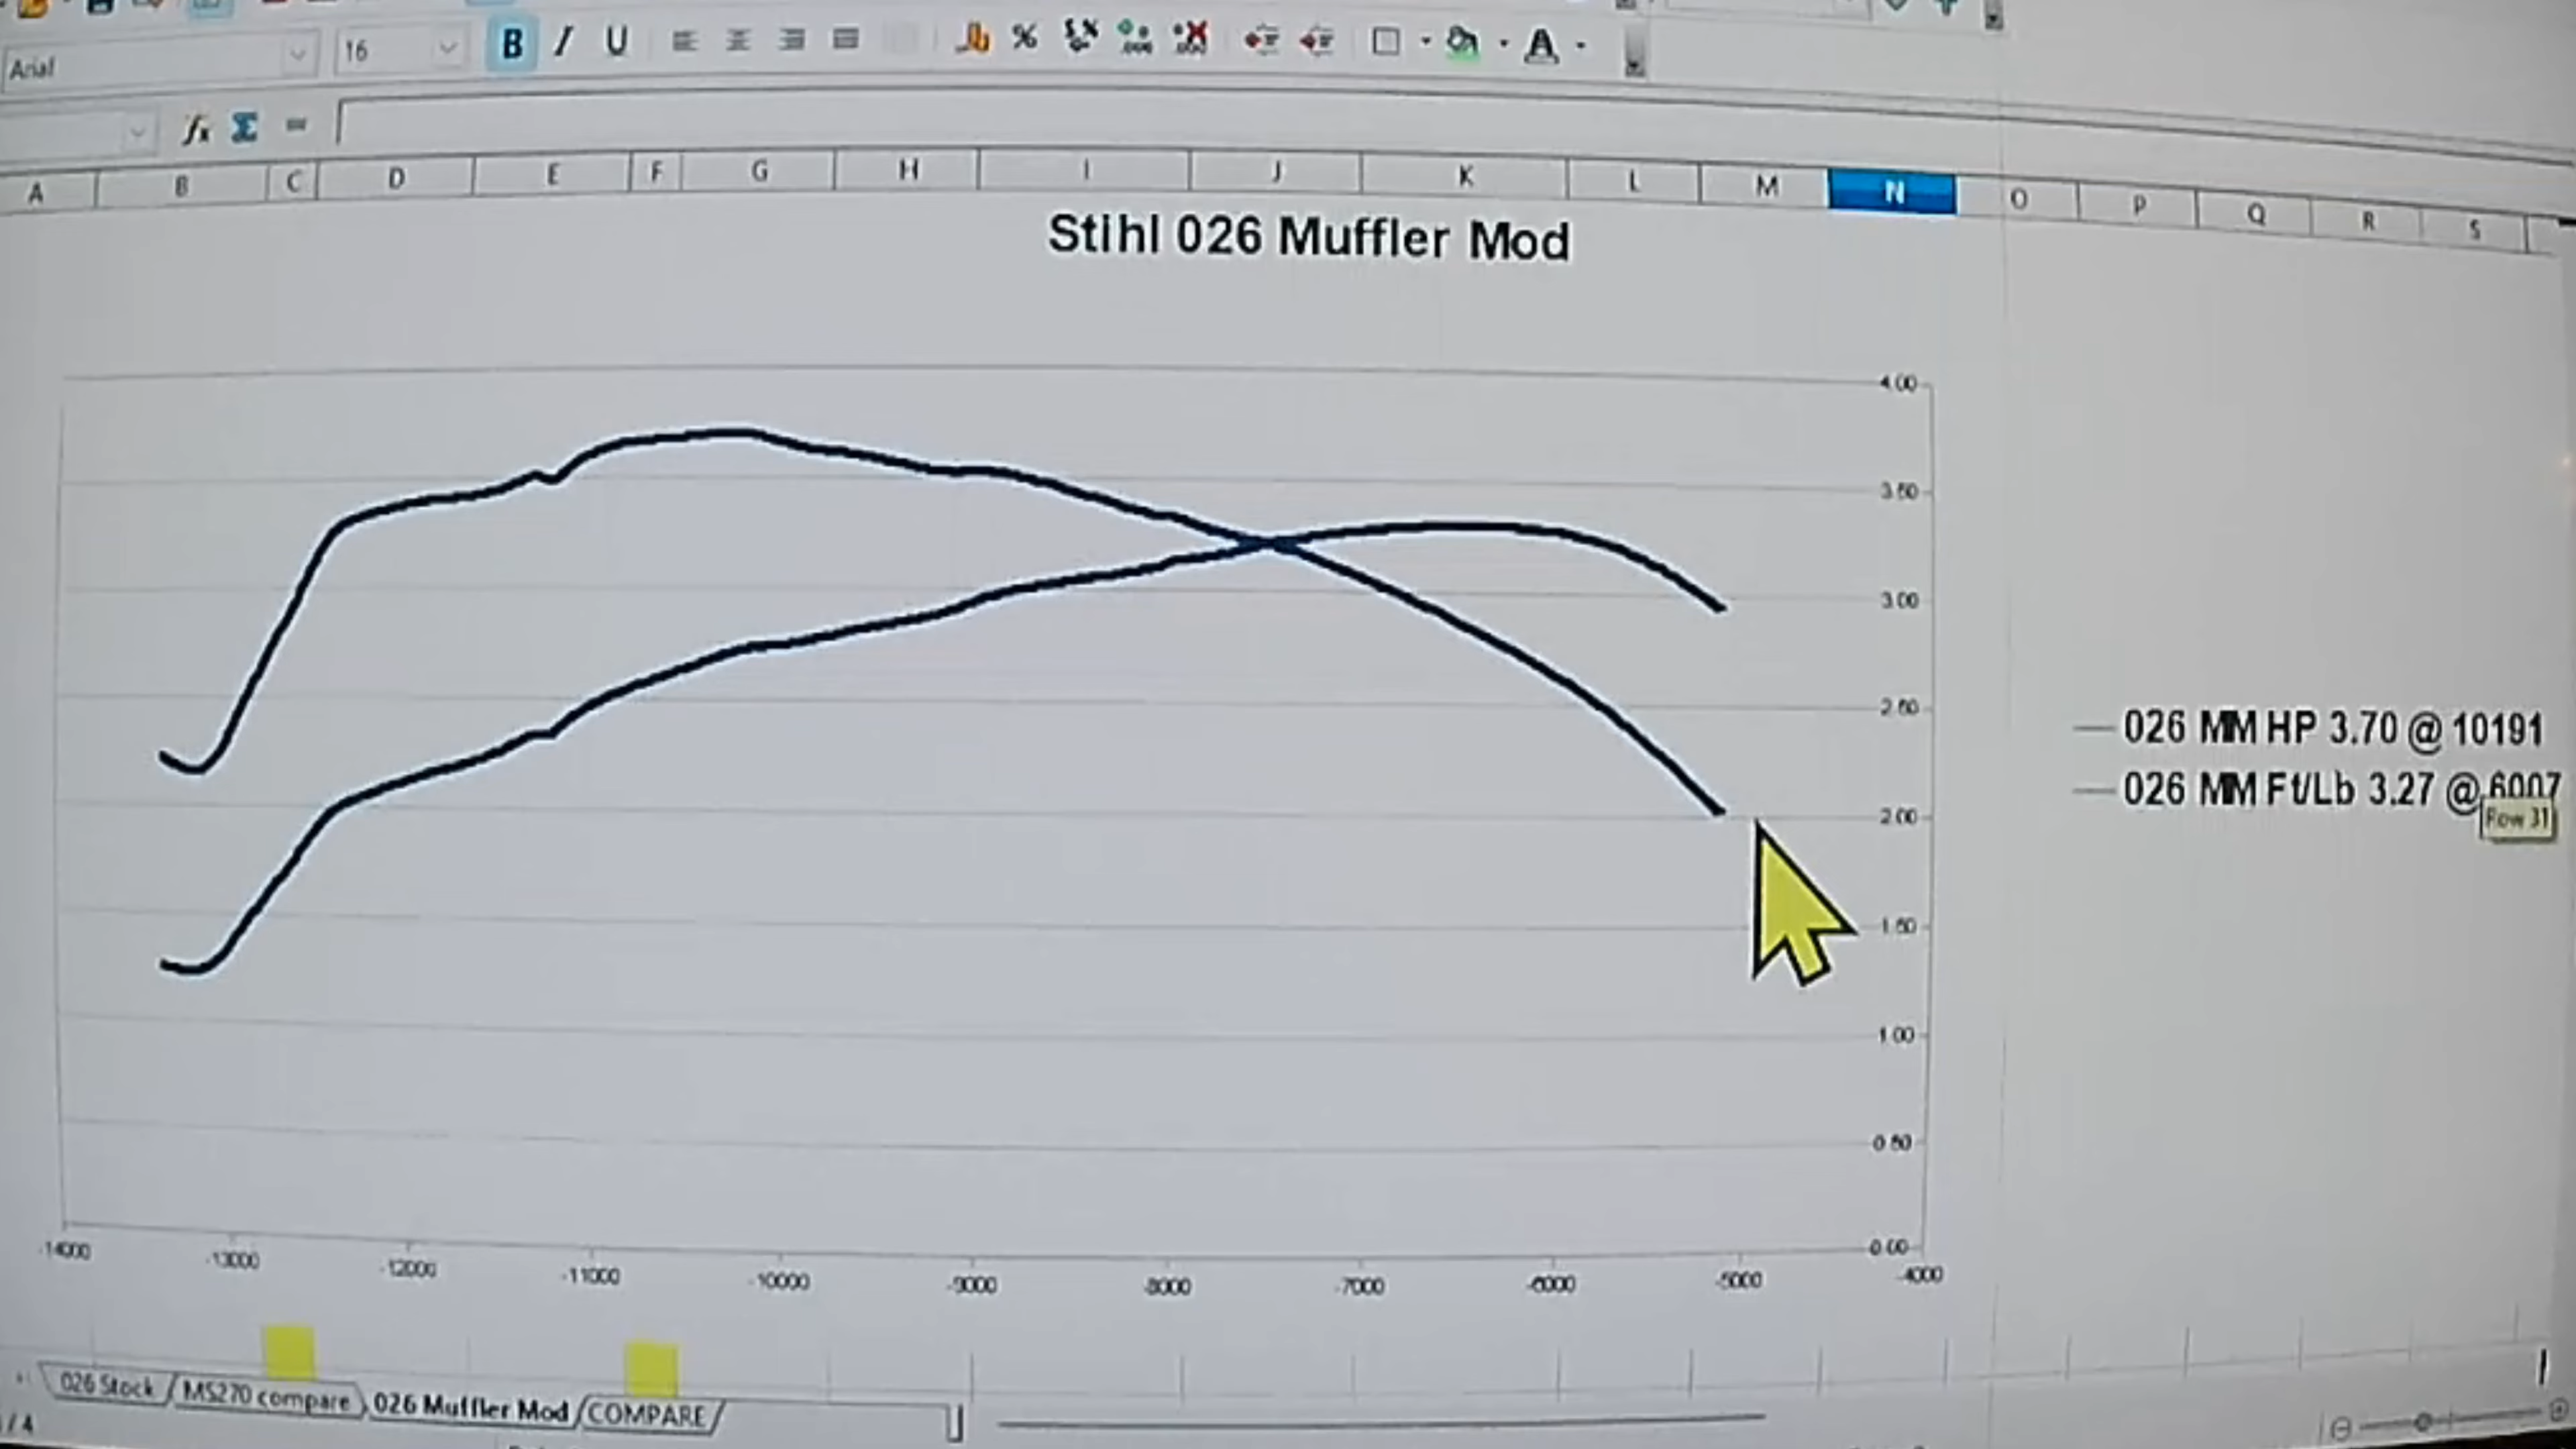 Arial 16 B I U % A
fx Σ =
A B C D E F G H I J K L M N O P Q R S
Stihl 026 Muffler Mod
4.00
3.50
3.00
2.50
2.00
1.50
1.00
0.50
0.00
026 MM HP 3.70 @ 10191
026 MM Ft/Lb 3.27 @ 6007
Row 31
-14000 -13000 -12000 -11000 -10000 -9000 -8000 -7000 -6000 -5000 -4000
026 Stock MS270 compare 026 Muffler Mod COMPARE
/ 4